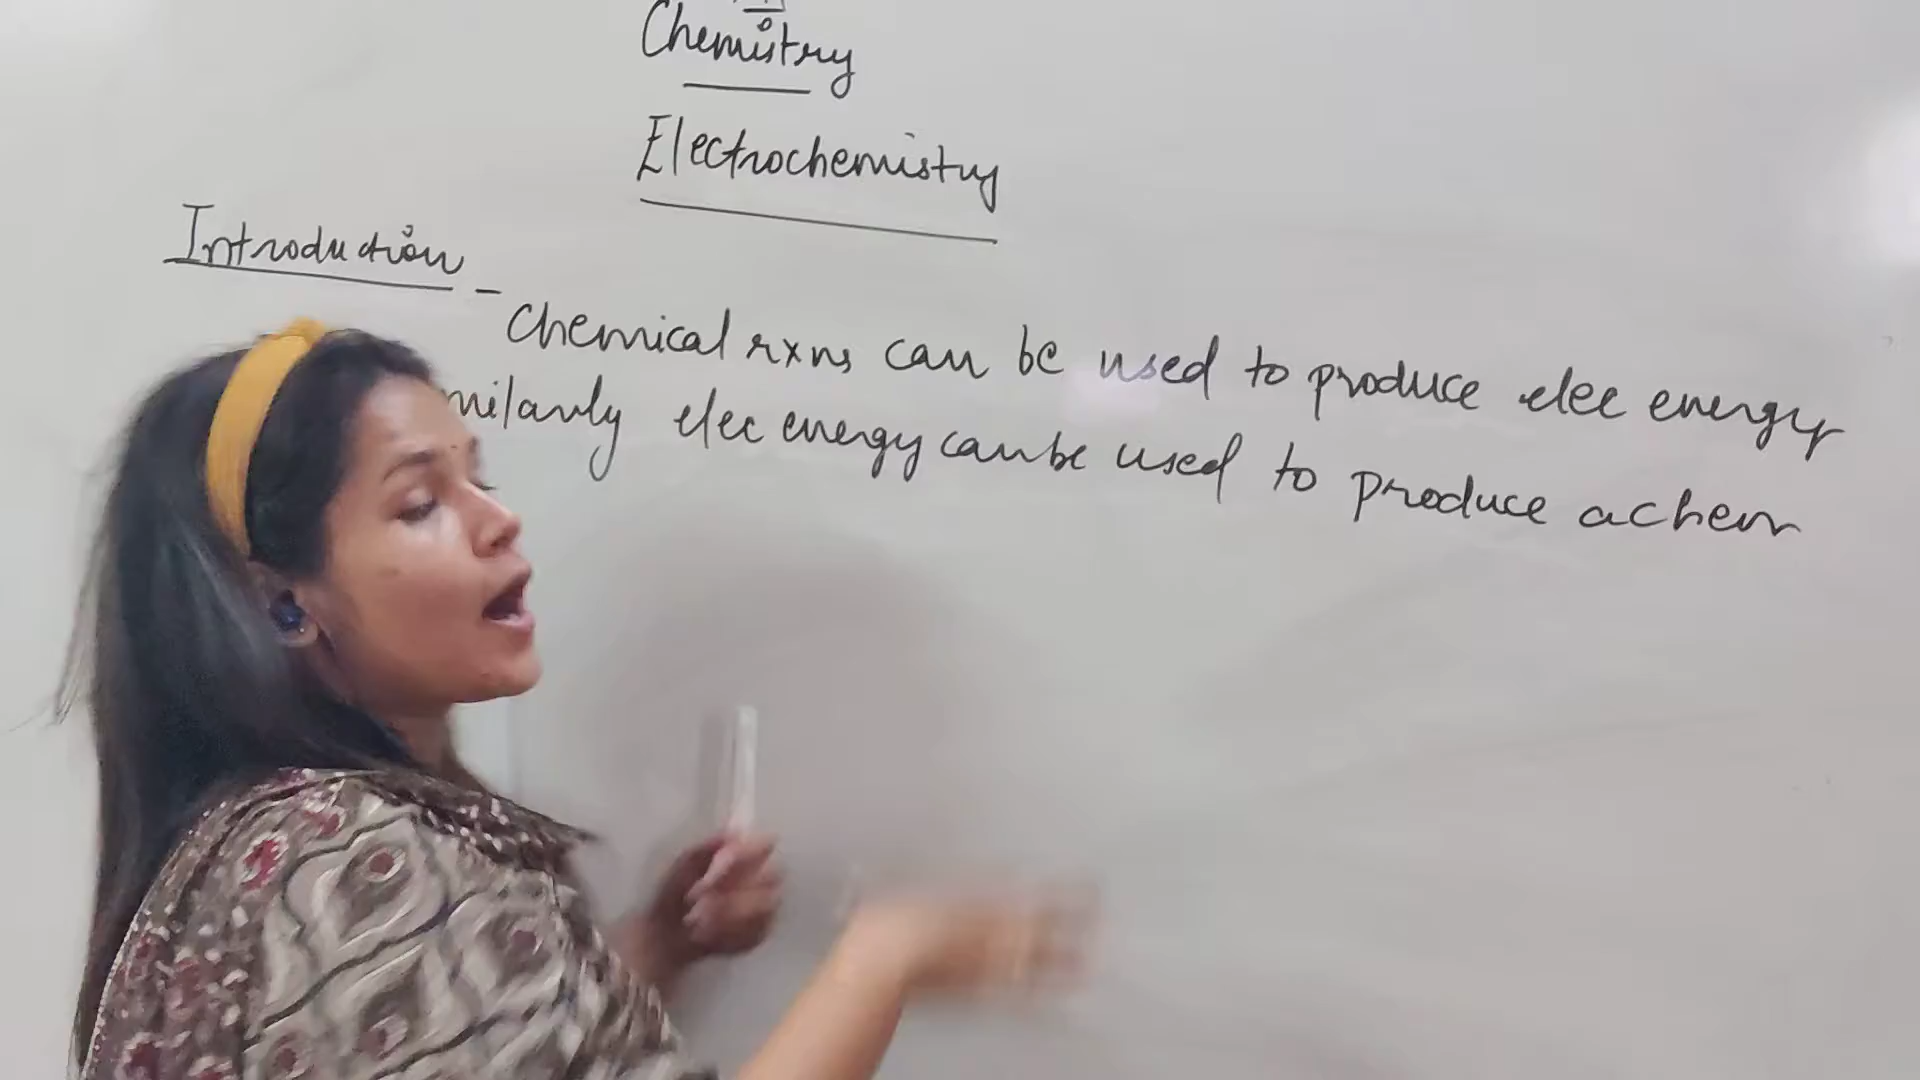 Chemistry
Electrochemistry
Introduction -
Chemical rxns can be used to produce elec energy
milarly elec energy can be used to produce a chem